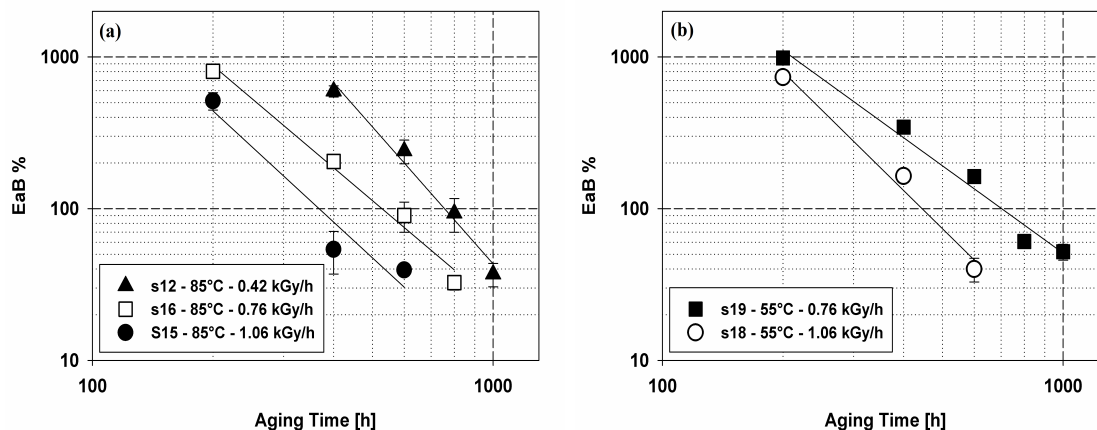 (a)
1000
100
10
EaB %
s12 - 85°C - 0.42 kGy/h
s16 - 85°C - 0.76 kGy/h
S15 - 85°C - 1.06 kGy/h
100
1000
Aging Time [h]
(b)
1000
100
10
EaB %
s19 - 55°C - 0.76 kGy/h
s18 - 55°C - 1.06 kGy/h
100
1000
Aging Time [h]